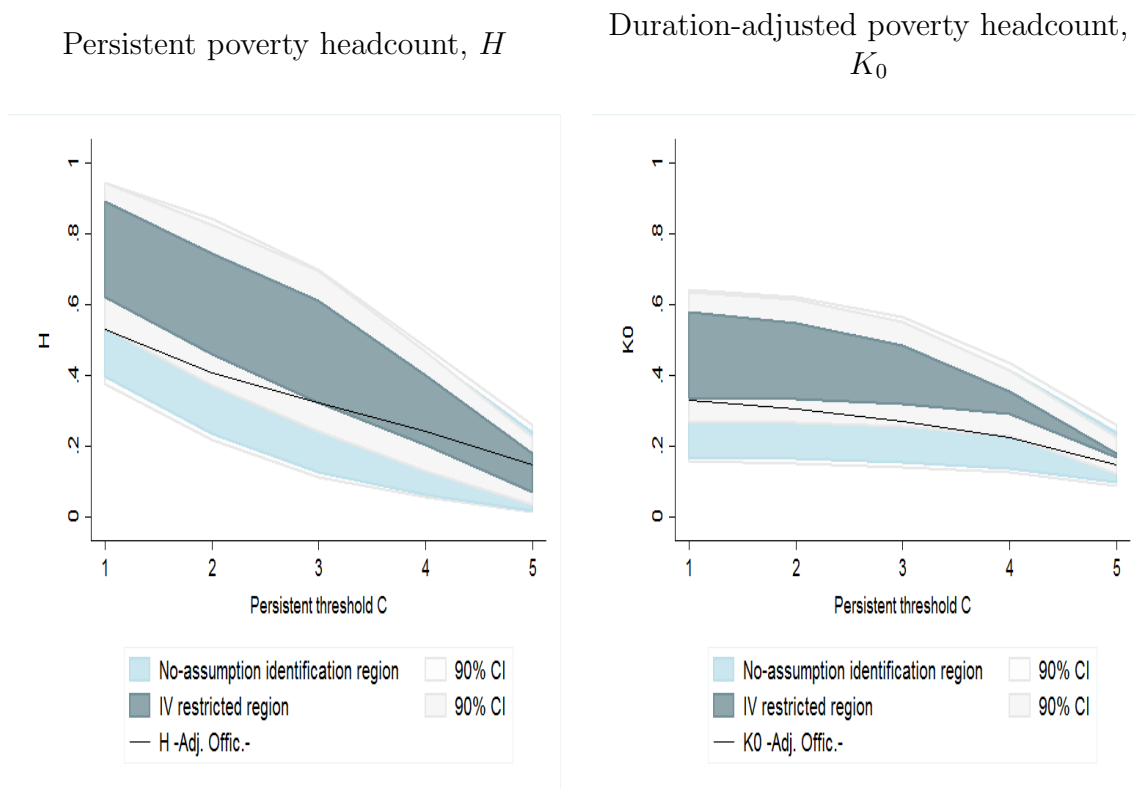 Persistent poverty headcount, H
Duration-adjusted poverty headcount,
K0
1
.8
.6
.4
.2
0
H
1 2 3 4 5
Persistent threshold C
No-assumption identification region 90% CI
IV restricted region 90% CI
H -Adj. Offic.-
1
.8
.6
.4
.2
0
K0
1 2 3 4 5
Persistent threshold C
No-assumption identification region 90% CI
IV restricted region 90% CI
K0 -Adj. Offic.-